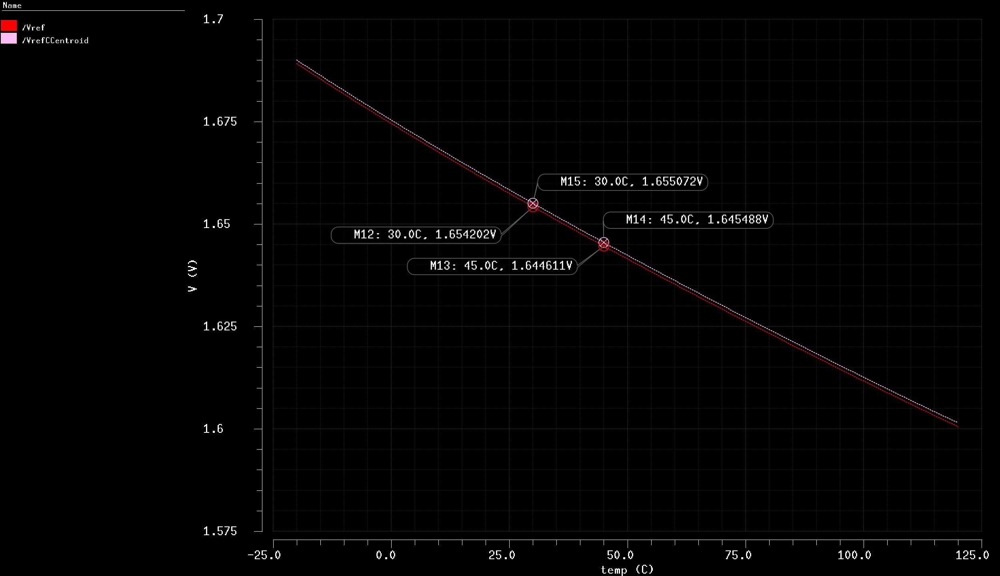 Name
/Vref
/VrefCCentroid
1.7
1.675
1.65
1.625
1.6
1.575
V (V)
M15: 30.0C, 1.655072V
M14: 45.0C, 1.645488V
M12: 30.0C, 1.654202V
M13: 45.0C, 1.644611V
-25.0 0.0 25.0 50.0 75.0 100.0 125.0
temp (C)